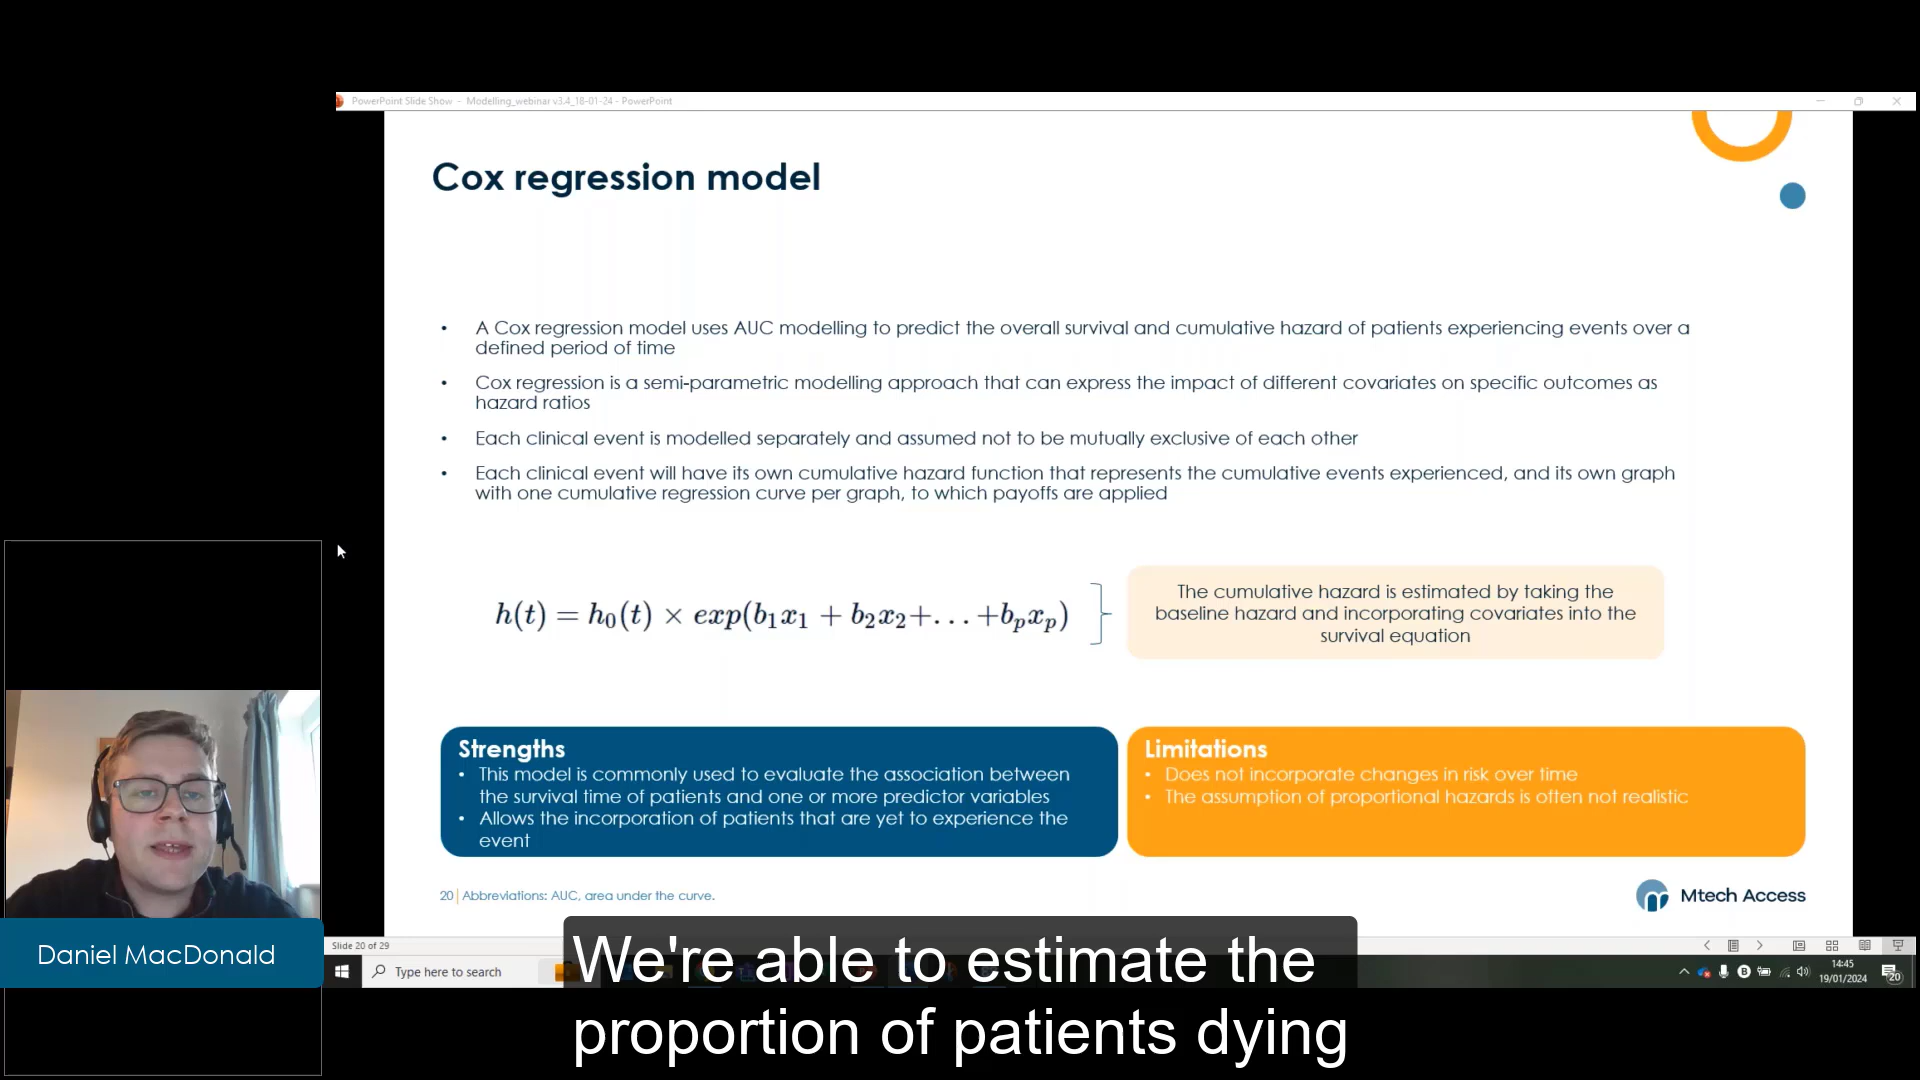 PowerPoint Slide Show - Modelling_webinar v3.4_18-01-24 - PowerPoint
Cox regression model
• A Cox regression model uses AUC modelling to predict the overall survival and cumulative hazard of patients experiencing events over a
defined period of time
• Cox regression is a semi-parametric modelling approach that can express the impact of different covariates on specific outcomes as
hazard ratios
• Each clinical event is modelled separately and assumed not to be mutually exclusive of each other
• Each clinical event will have its own cumulative hazard function that represents the cumulative events experienced, and its own graph
with one cumulative regression curve per graph, to which payoffs are applied
h(t) = h₀(t) × exp(b₁x₁ + b₂x₂+...+bₚxₚ)
The cumulative hazard is estimated by taking the
baseline hazard and incorporating covariates into the
survival equation
Strengths
• This model is commonly used to evaluate the association between
the survival time of patients and one or more predictor variables
• Allows the incorporation of patients that are yet to experience the
event
Limitations
• Does not incorporate changes in risk over time
• The assumption of proportional hazards is often not realistic
20 | Abbreviations: AUC, area under the curve.
Mtech Access
Daniel MacDonald
Slide 20 of 29
Type here to search
14:45
19/01/2024
20
We're able to estimate the
proportion of patients dying